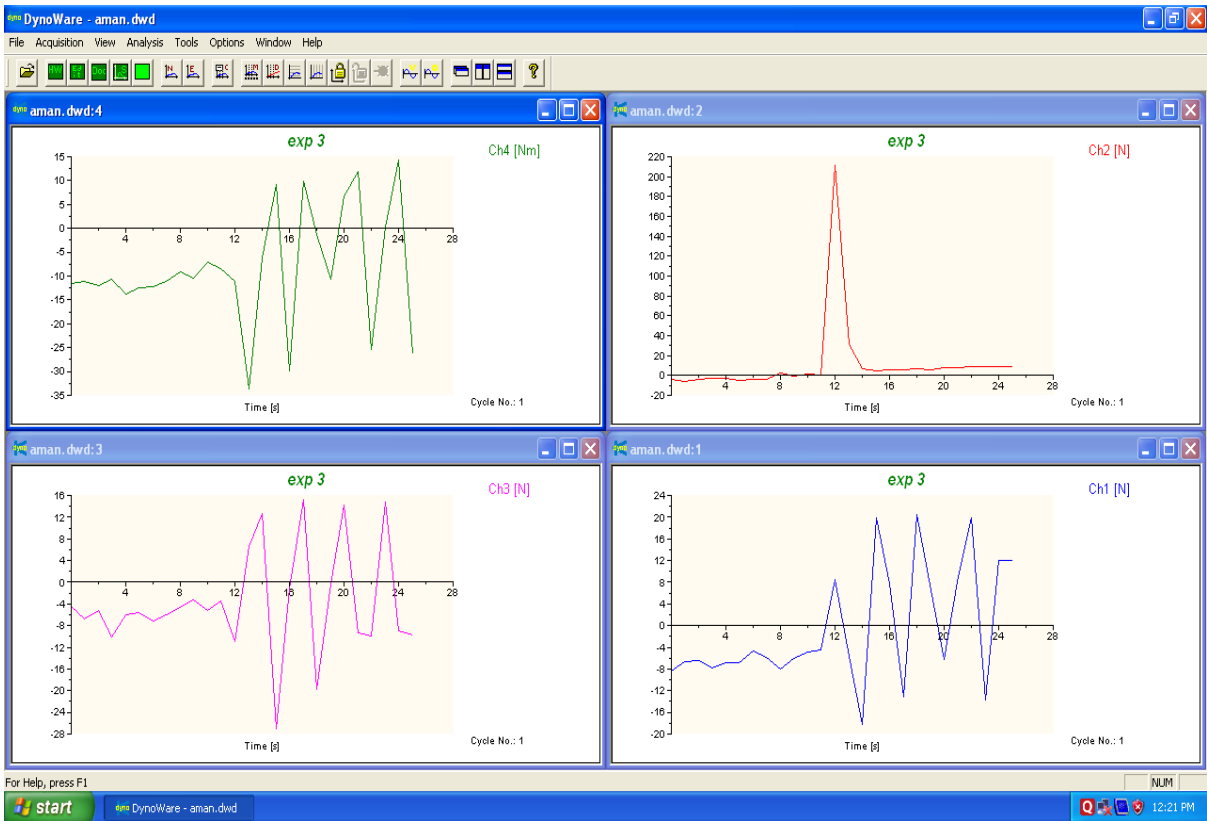 dyno DynoWare - aman.dwd
File Acquisition View Analysis Tools Options Window Help
dyno aman.dwd:4
exp 3
Ch4 [Nm]
15
10
5
0
-5
-10
-15
-20
-25
-30
-35
4 8 12 16 20 24 28
Time [s]
Cycle No.: 1
aman.dwd:2
exp 3
Ch2 [N]
220
200
180
160
140
120
100
80
60
40
20
0
-20
4 8 12 16 20 24 28
Time [s]
Cycle No.: 1
aman.dwd:3
exp 3
Ch3 [N]
16
12
8
4
0
-4
-8
-12
-16
-20
-24
-28
4 8 12 16 20 24 28
Time [s]
Cycle No.: 1
aman.dwd:1
exp 3
Ch1 [N]
24
20
16
12
8
4
0
-4
-8
-12
-16
-20
4 8 12 16 20 24 28
Time [s]
Cycle No.: 1
For Help, press F1
NUM
start
dyno DynoWare - aman.dwd
12:21 PM